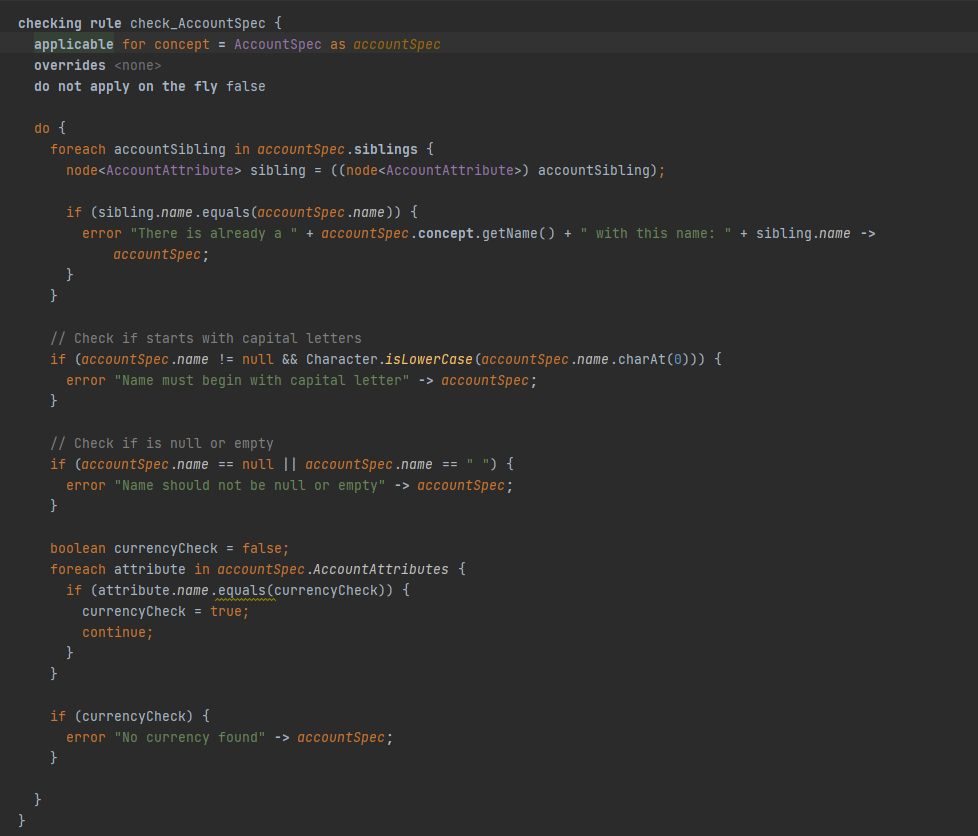 checking rule check_AccountSpec {
applicable for concept = AccountSpec as accountSpec
overrides <none>
do not apply on the fly false
do {
foreach accountSibling in accountSpec.siblings {
node<AccountAttribute> sibling = ((node<AccountAttribute>) accountSibling);
if (sibling.name.equals(accountSpec.name)) {
error "There is already a " + accountSpec.concept.getName() + " with this name: " + sibling.name ->
accountSpec;
}
}
// Check if starts with capital letters
if (accountSpec.name != null && Character.isLowerCase(accountSpec.name.charAt(0))) {
error "Name must begin with capital letter" -> accountSpec;
}
// Check if is null or empty
if (accountSpec.name == null || accountSpec.name == " ") {
error "Name should not be null or empty" -> accountSpec;
}
boolean currencyCheck = false;
foreach attribute in accountSpec.AccountAttributes {
if (attribute.name.equals(currencyCheck)) {
currencyCheck = true;
continue;
}
}
if (currencyCheck) {
error "No currency found" -> accountSpec;
}
}
}